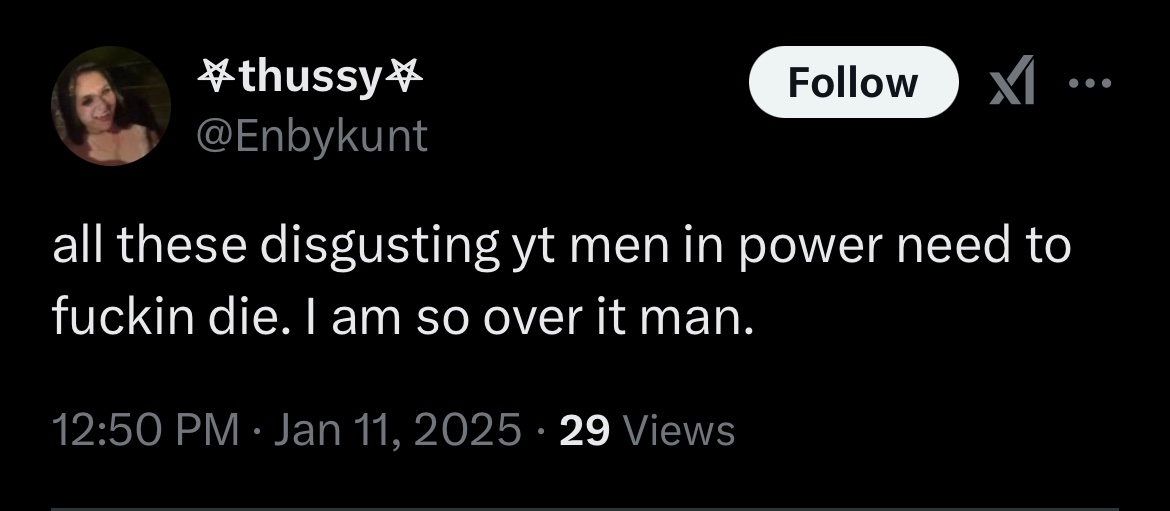 ⛧thussy⛧
@Enbykunt
Follow
all these disgusting yt men in power need to
fuckin die. I am so over it man.
12:50 PM · Jan 11, 2025 · 29 Views